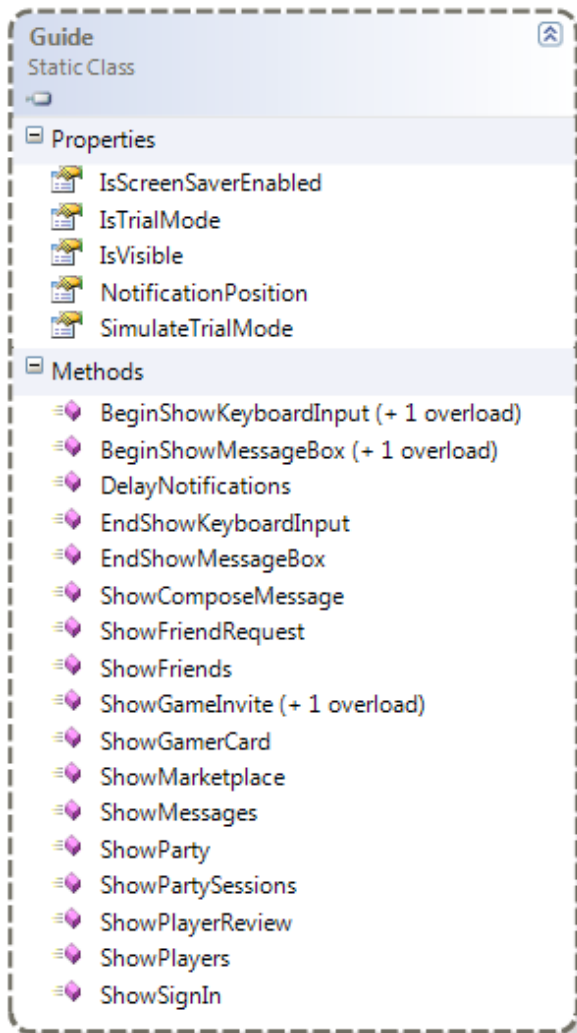 Guide
Static Class
Properties
IsScreenSaverEnabled
IsTrialMode
IsVisible
NotificationPosition
SimulateTrialMode
Methods
BeginShowKeyboardInput (+ 1 overload)
BeginShowMessageBox (+ 1 overload)
DelayNotifications
EndShowKeyboardInput
EndShowMessageBox
ShowComposeMessage
ShowFriendRequest
ShowFriends
ShowGameInvite (+ 1 overload)
ShowGamerCard
ShowMarketplace
ShowMessages
ShowParty
ShowPartySessions
ShowPlayerReview
ShowPlayers
ShowSignIn